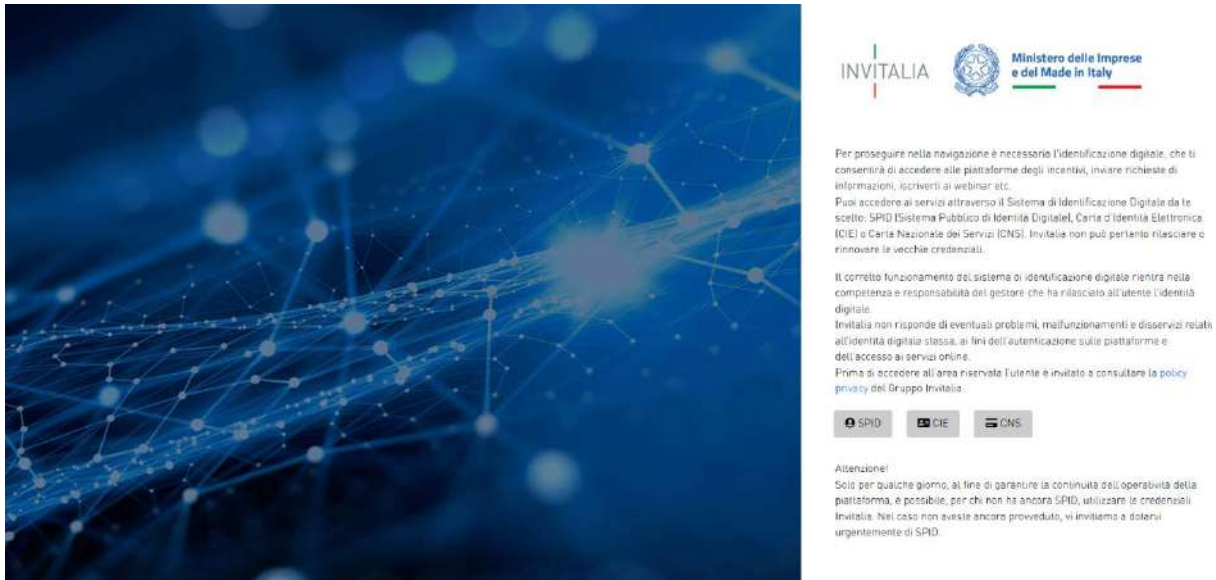 INVITALIA
Ministero delle Imprese
e del Made in Italy
Per proseguire nella navigazione è necessaria l'identificazione digitale, che ti
consentirà di accedere alle piattaforme degli incentivi, inviare richieste di
informazioni, iscriverti ai webinar etc.
Puoi accedere ai servizi attraverso il Sistema di Identificazione Digitale da te
scelto: SPID (Sistema Pubblico di Identità Digitale), Carta d'Identità Elettronica
(CIE) o Carta Nazionale dei Servizi (CNS). Invitalia non può pertanto rilasciare o
rinnovare le vecchie credenziali.
Il corretto funzionamento del sistema di identificazione digitale rientra nella
competenza e responsabilità del gestore che ha rilasciato all'utente l'identità
digitale.
Invitalia non risponde di eventuali problemi, malfunzionamenti e disservizi relativ
all'identità digitale stessa, ai fini dell'autenticazione sulle piattaforme e
dell'accesso ai servizi online.
Prima di accedere all'area riservata l'utente è invitato a consultare la policy
privacy del Gruppo Invitalia.
SPID CIE CNS
Attenzione!
Solo per qualche giorno, al fine di garantire la continuità dell'operatività della
piattaforma, è possibile, per chi non ha ancora SPID, utilizzare le credenziali
Invitalia. Nel caso non aveste ancora provveduto, vi invitiamo a dotarvi
urgentemente di SPID.